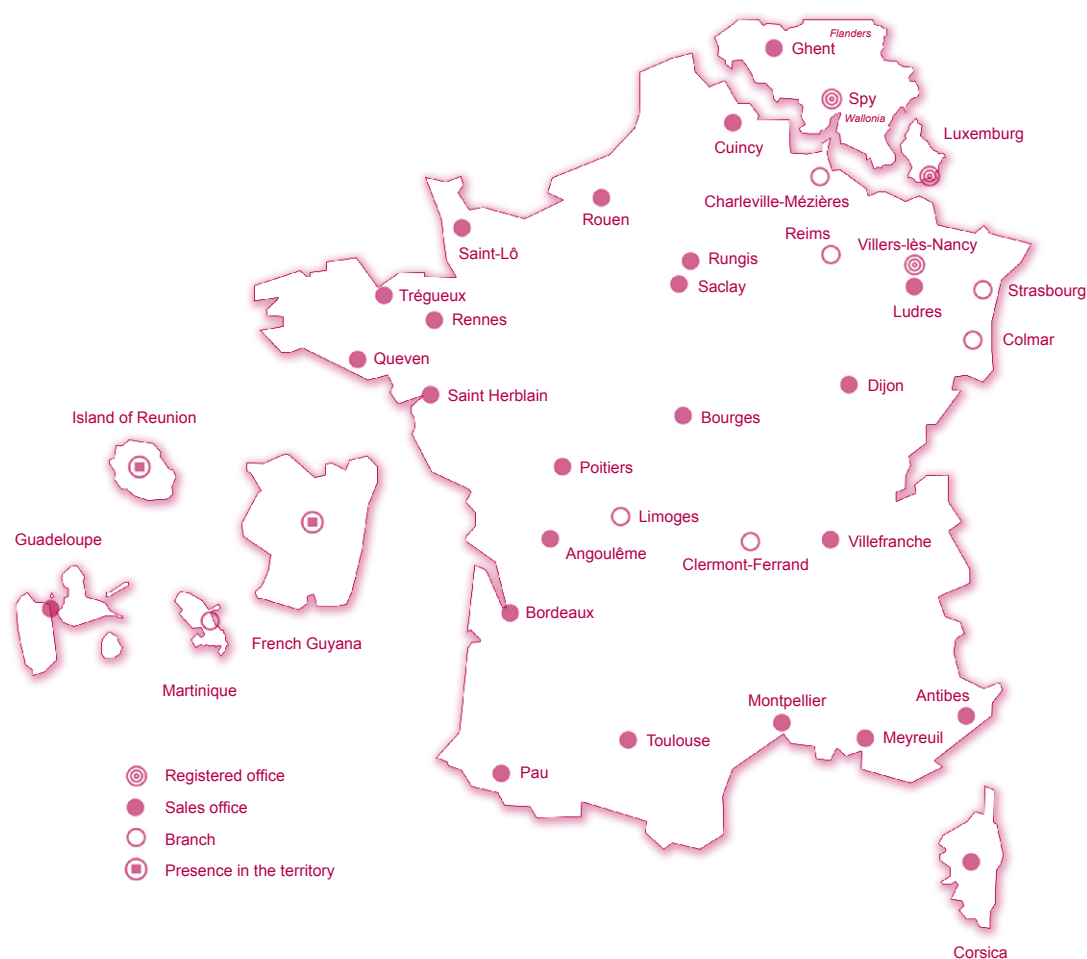 Flanders
Ghent
Spy
Wallonia
Luxemburg
Cuincy
Charleville-Mézières
Rouen
Saint-Lô
Reims
Villers-lès-Nancy
Rungis
Saclay
Strasbourg
Ludres
Trégueux
Rennes
Colmar
Queven
Dijon
Saint Herblain
Bourges
Island of Reunion
Poitiers
Limoges
Guadeloupe
Angoulême
Clermont-Ferrand
Villefranche
Bordeaux
French Guyana
Martinique
Antibes
Montpellier
Toulouse
Meyreuil
Pau
Registered office
Sales office
Branch
Presence in the territory
Corsica